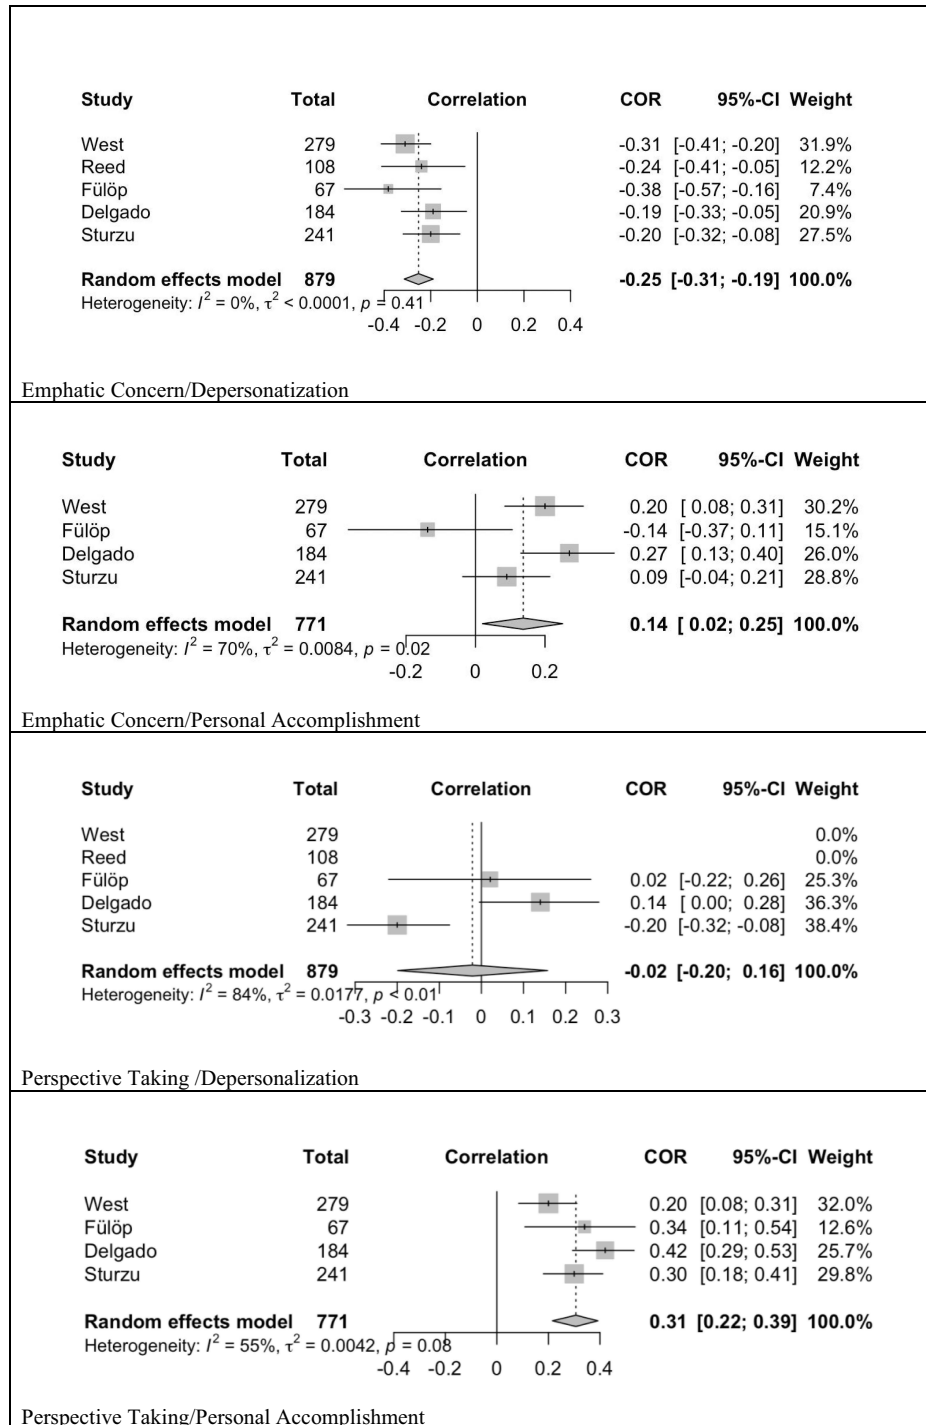 Study Total Correlation COR 95%-CI Weight
West 279 -0.31 [-0.41; -0.20] 31.9%
Reed 108 -0.24 [-0.41; -0.05] 12.2%
Fülöp 67 -0.38 [-0.57; -0.16] 7.4%
Delgado 184 -0.19 [-0.33; -0.05] 20.9%
Sturzu 241 -0.20 [-0.32; -0.08] 27.5%
Random effects model 879 -0.25 [-0.31; -0.19] 100.0%
Heterogeneity: I² = 0%, τ² < 0.0001, p = 0.41
-0.4 -0.2 0 0.2 0.4
Emphatic Concern/Depersonatization
Study Total Correlation COR 95%-CI Weight
West 279 0.20 [ 0.08; 0.31] 30.2%
Fülöp 67 -0.14 [-0.37; 0.11] 15.1%
Delgado 184 0.27 [ 0.13; 0.40] 26.0%
Sturzu 241 0.09 [-0.04; 0.21] 28.8%
Random effects model 771 0.14 [ 0.02; 0.25] 100.0%
Heterogeneity: I² = 70%, τ² = 0.0084, p = 0.02
-0.2 0 0.2
Emphatic Concern/Personal Accomplishment
Study Total Correlation COR 95%-CI Weight
West 279 0.0%
Reed 108 0.0%
Fülöp 67 0.02 [-0.22; 0.26] 25.3%
Delgado 184 0.14 [ 0.00; 0.28] 36.3%
Sturzu 241 -0.20 [-0.32; -0.08] 38.4%
Random effects model 879 -0.02 [-0.20; 0.16] 100.0%
Heterogeneity: I² = 84%, τ² = 0.0177, p < 0.01
-0.3 -0.2 -0.1 0 0.1 0.2 0.3
Perspective Taking /Depersonalization
Study Total Correlation COR 95%-CI Weight
West 279 0.20 [0.08; 0.31] 32.0%
Fülöp 67 0.34 [0.11; 0.54] 12.6%
Delgado 184 0.42 [0.29; 0.53] 25.7%
Sturzu 241 0.30 [0.18; 0.41] 29.8%
Random effects model 771 0.31 [0.22; 0.39] 100.0%
Heterogeneity: I² = 55%, τ² = 0.0042, p = 0.08
-0.4 -0.2 0 0.2 0.4
Perspective Taking/Personal Accomplishment